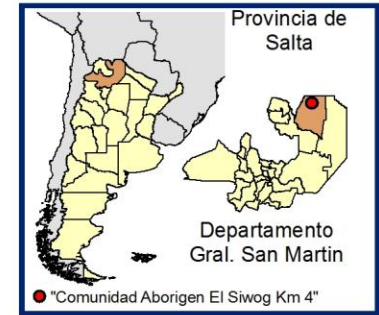 Provincia de
Salta
Departamento
Gral. San Martin
"Comunidad Aborigen El Siwog Km 4"